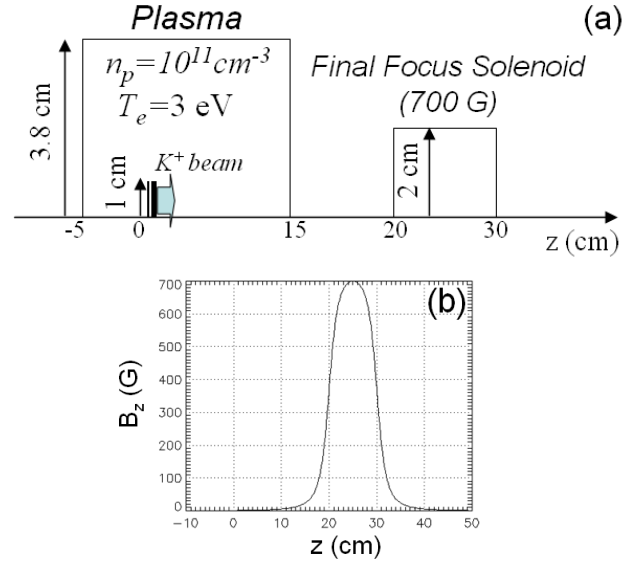 Plasma
(a)
n_p=10^11cm^-3
T_e=3 eV
Final Focus Solenoid
(700 G)
3.8 cm
1 cm
K^+ beam
2 cm
-5 0 15 20 30
z (cm)
(b)
700
600
500
400
300
200
100
0
B_z (G)
-10 0 10 20 30 40 50
z (cm)